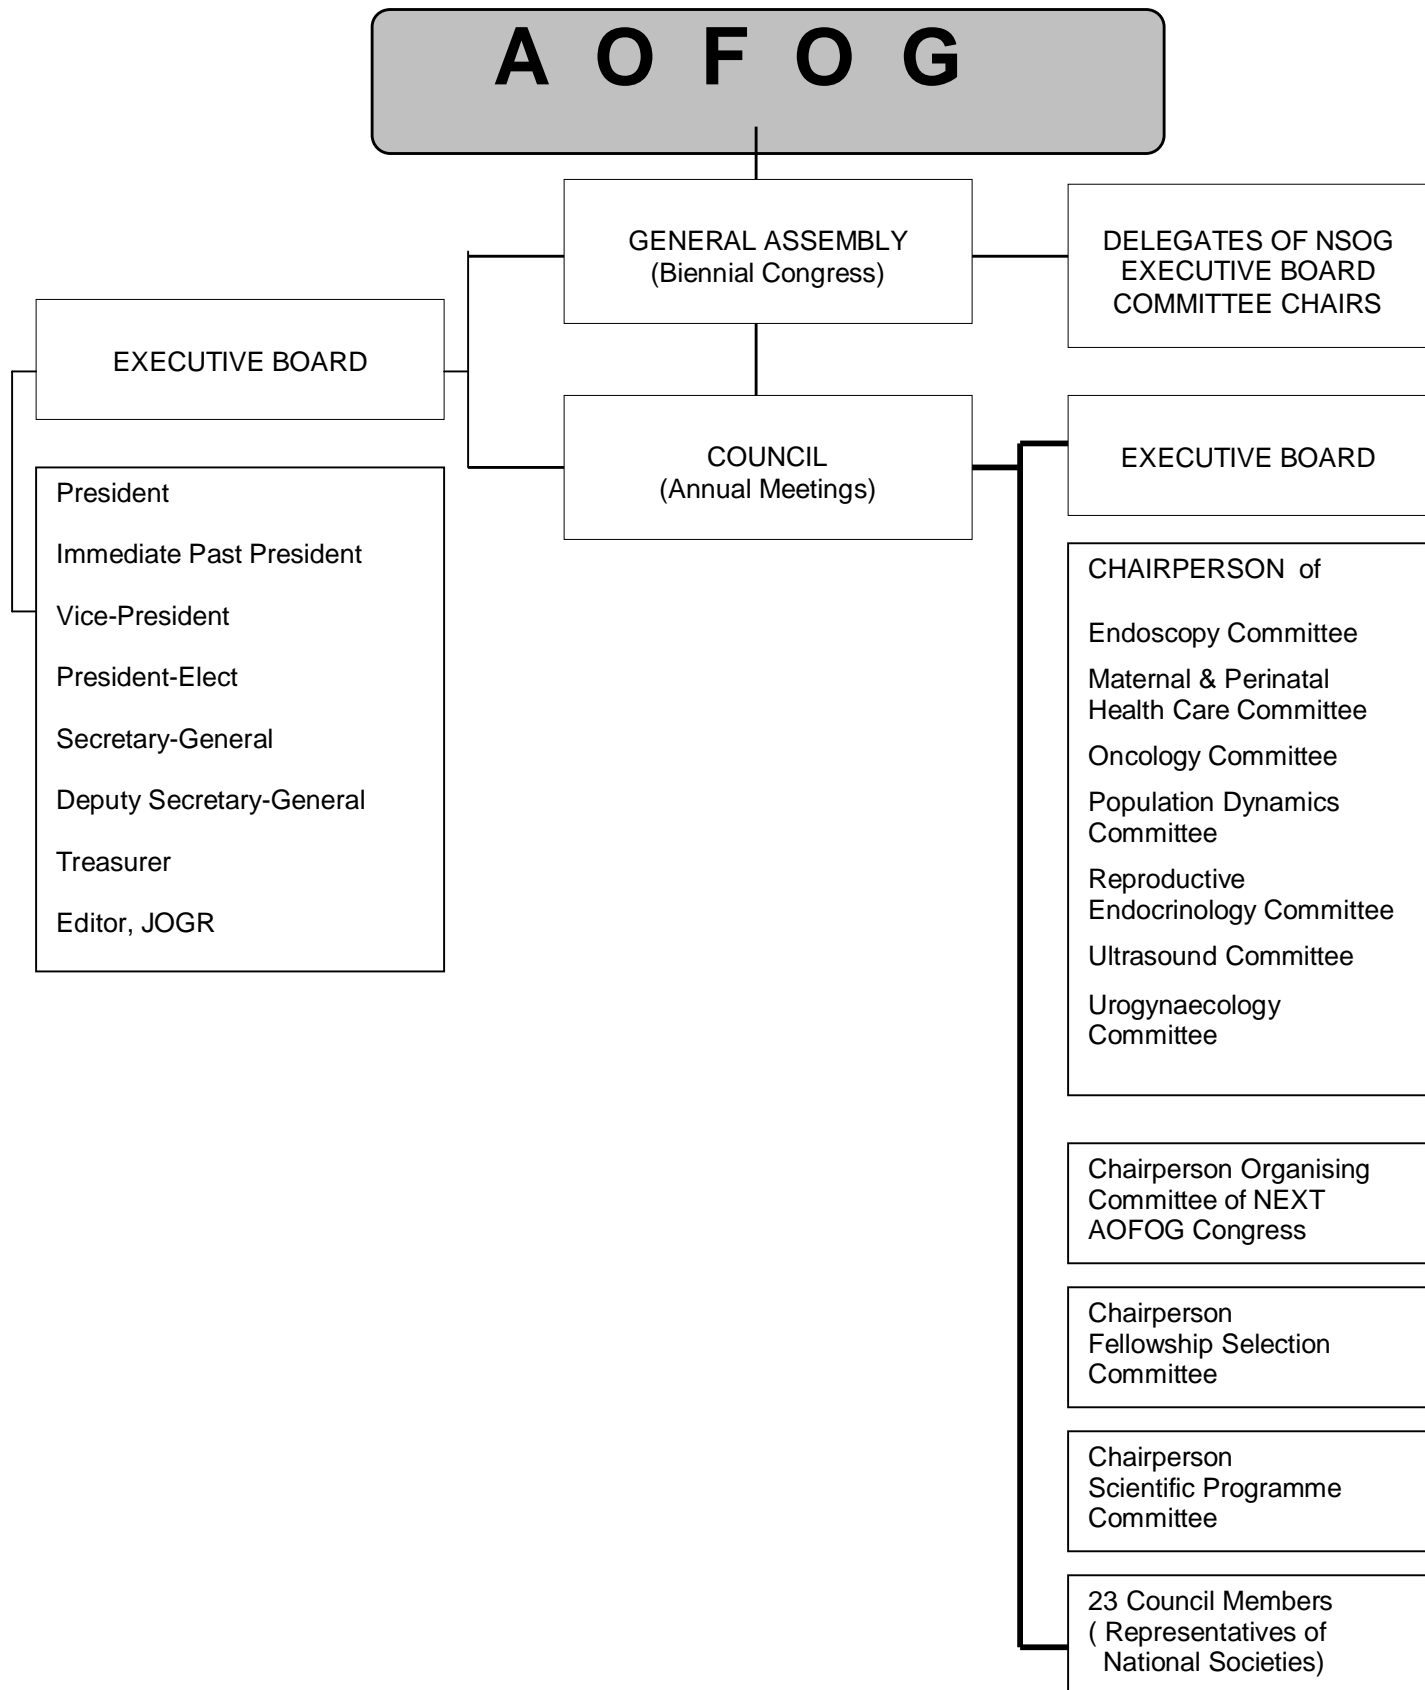 A O F O G
GENERAL ASSEMBLY
(Biennial Congress)
DELEGATES OF NSOG
EXECUTIVE BOARD
COMMITTEE CHAIRS
EXECUTIVE BOARD
COUNCIL
(Annual Meetings)
EXECUTIVE BOARD
President
Immediate Past President
Vice-President
President-Elect
Secretary-General
Deputy Secretary-General
Treasurer
Editor, JOGR
CHAIRPERSON of
Endoscopy Committee
Maternal & Perinatal
Health Care Committee
Oncology Committee
Population Dynamics
Committee
Reproductive
Endocrinology Committee
Ultrasound Committee
Urogynaecology
Committee
Chairperson Organising
Committee of NEXT
AOFOG Congress
Chairperson
Fellowship Selection
Committee
Chairperson
Scientific Programme
Committee
23 Council Members
( Representatives of
National Societies)